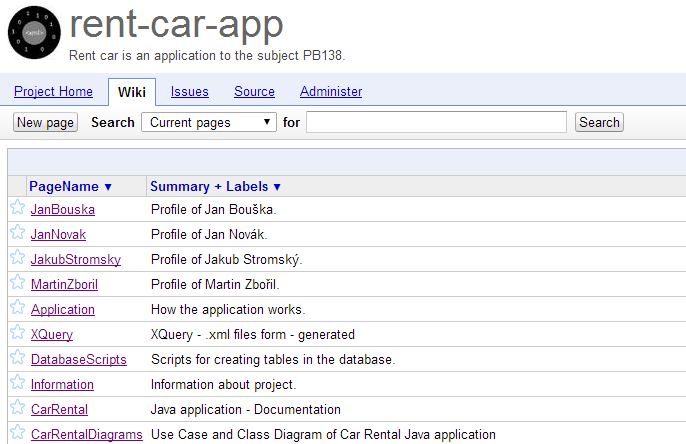 rent-car-app
Rent car is an application to the subject PB138.
Project Home Wiki Issues Source Administer
New page Search Current pages for Search
PageName ▼ Summary + Labels ▼
JanBouska Profile of Jan Bouška.
JanNovak Profile of Jan Novák.
JakubStromsky Profile of Jakub Stromský.
MartinZboril Profile of Martin Zbořil.
Application How the application works.
XQuery XQuery - .xml files form - generated
DatabaseScripts Scripts for creating tables in the database.
Information Information about project.
CarRental Java application - Documentation
CarRentalDiagrams Use Case and Class Diagram of Car Rental Java application